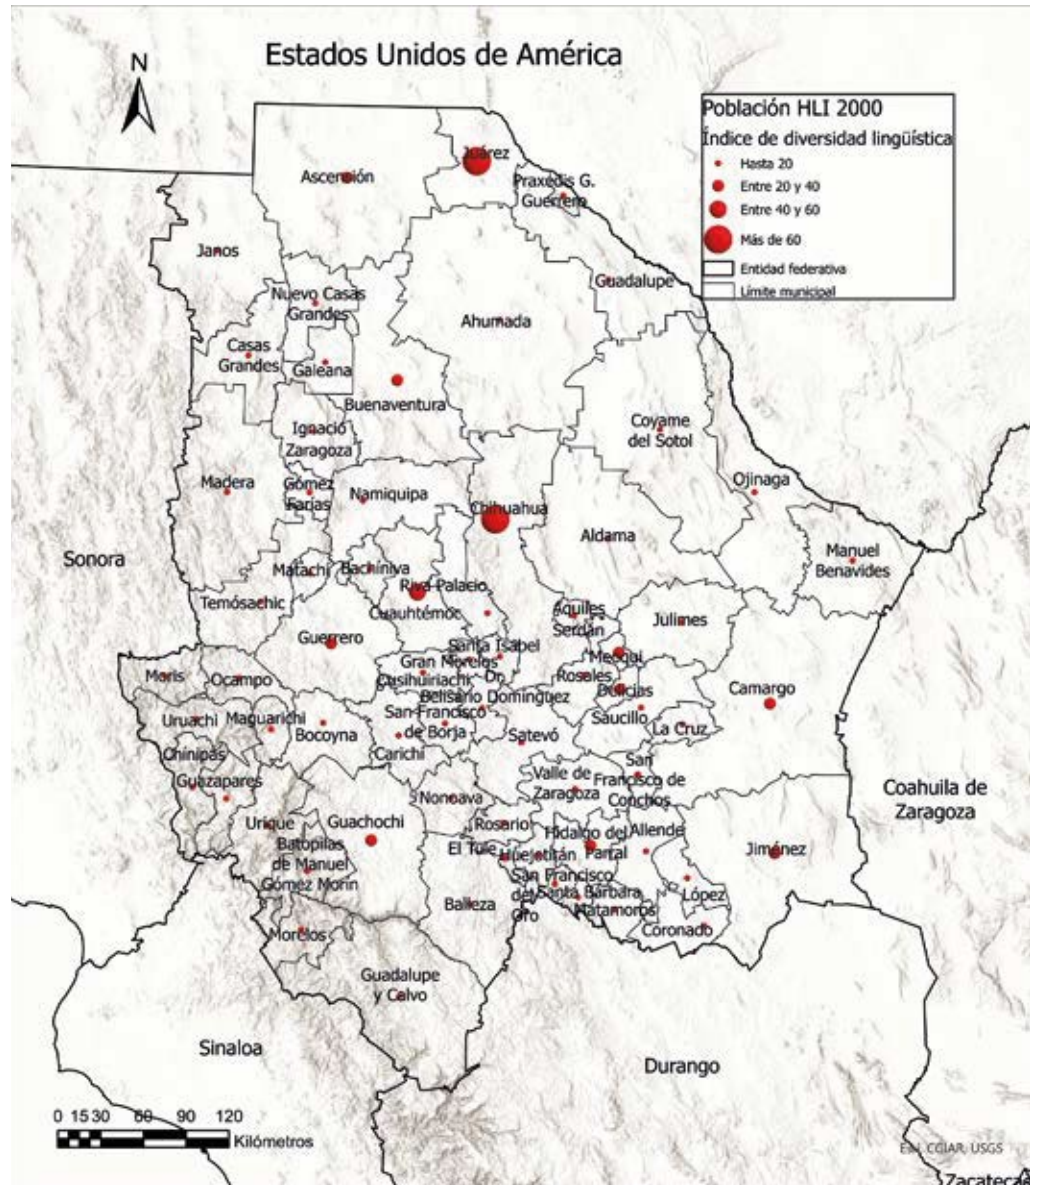 Estados Unidos de América
N
Población HLI 2000
Índice de diversidad lingüística
Hasta 20
Entre 20 y 40
Entre 40 y 60
Más de 60
Entidad federativa
Límite municipal
Juárez
Ascensión
Praxedis G.
Guerrero
Janos
Guadalupe
Nuevo Casas
Grandes
Ahumada
Casas
Grandes
Galeana
Buenaventura
Ignacio
Zaragoza
Coyame
del Sotol
Madera
Gómez
Farías
Namiquipa
Ojinaga
Chihuahua
Aldama
Sonora
Manuel
Benavides
Matachí
Bachíniva
Riva Palacio
Temósachic
Cuauhtémoc
Aquiles
Serdán
Julimes
Guerrero
Santa Isabel
Meoqui
Gran Morelos
Moris
Ocampo
Cusihuiriachi
Dr.
Rosales
Delicias
Camargo
Belisario Domínguez
Uruachi
Maguarichi
San Francisco
de Borja
Saucillo
La Cruz
Bocoyna
Satevó
Chínipas
Carichí
San
Francisco de
Conchos
Guazapares
Valle de
Zaragoza
Coahuila de
Zaragoza
Nonoava
Urique
Guachochi
Rosario
Hidalgo del
Parral
Allende
Batopilas
de Manuel
Gómez Morín
El Tule
Huejotitán
Jiménez
San Francisco
del
Oro
Santa Bárbara
López
Balleza
Matamoros
Morelos
Coronado
Guadalupe
y Calvo
Sinaloa
Durango
0 15 30 60 90 120
Kilómetros
Esri, CGIAR, USGS
Zacatecas